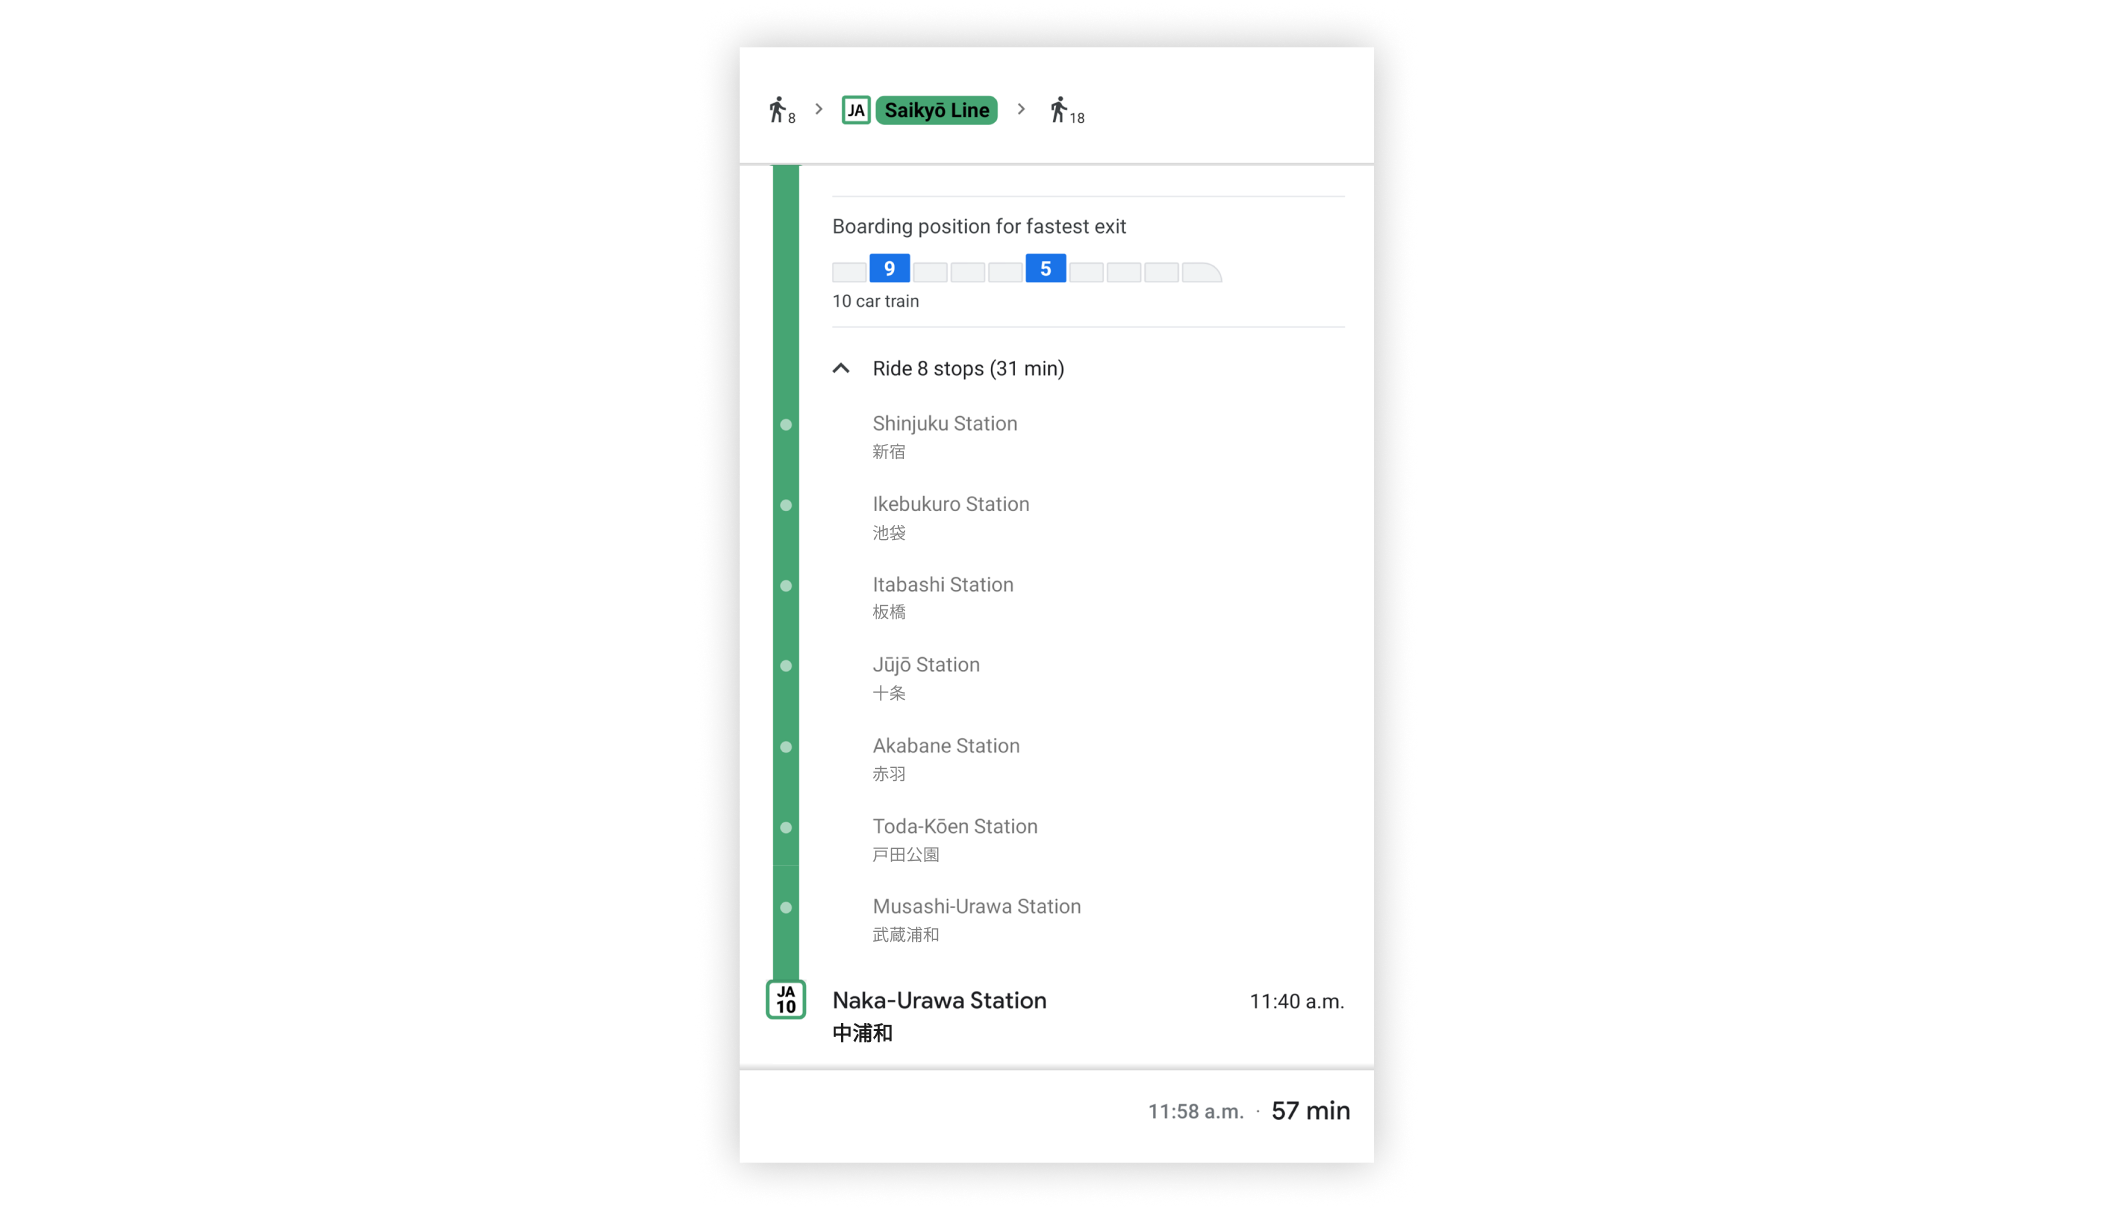 8 > JA Saikyō Line > 18
Boarding position for fastest exit
9 5
10 car train
Ride 8 stops (31 min)
Shinjuku Station
新宿
Ikebukuro Station
池袋
Itabashi Station
板橋
Jūjō Station
十条
Akabane Station
赤羽
Toda-Kōen Station
戸田公園
Musashi-Urawa Station
武蔵浦和
JA
10
Naka-Urawa Station 11:40 a.m.
中浦和
11:58 a.m. · 57 min